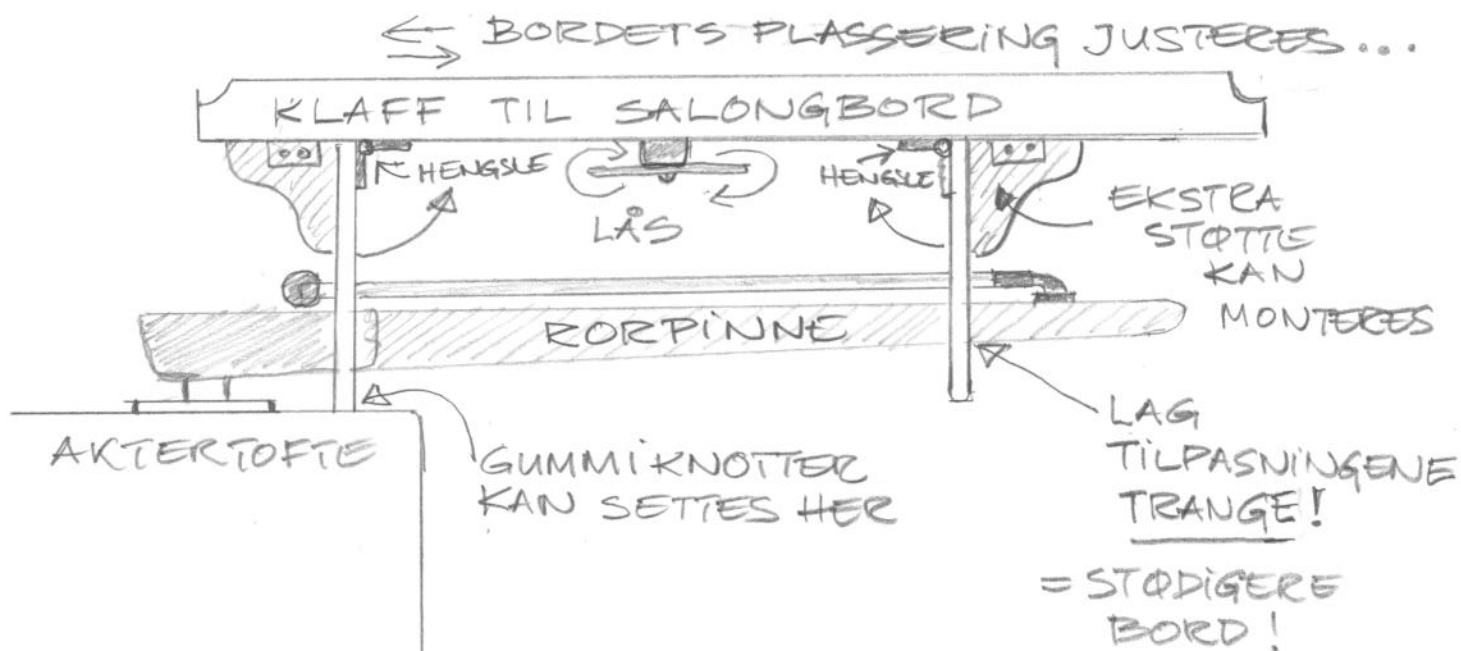 BORDETS PLASSERING JUSTERES...
KLAFF TIL SALONGBORD
HENGSLE
LÅS
HENGSLE
EKSTRA
STØTTE
KAN
MONTERES
RORPINNE
AKTERTOFTE
GUMMIKNOTTER
KAN SETTES HER
LAG
TILPASNINGENE
TRANGE!
= STØDIGERE
BORD!